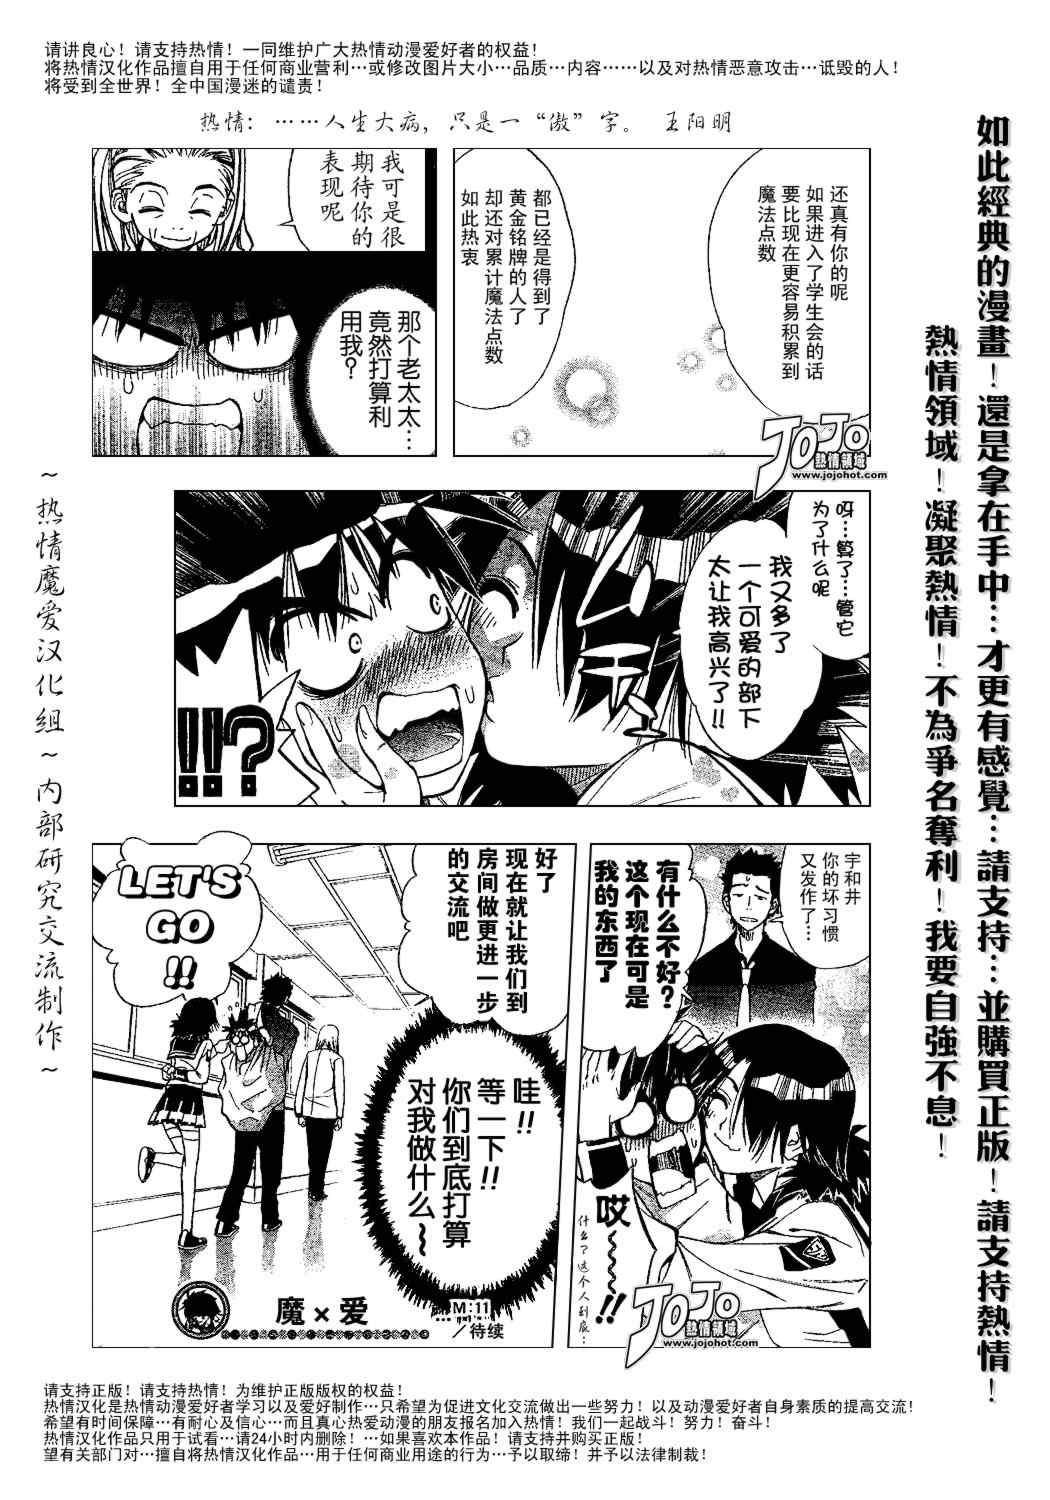 请讲良心！请支持热情！一同维护广大热情动漫爱好者的权益！
将热情汉化作品擅自用于任何商业营利…或修改图片大小…品质…内容……以及对热情恶意攻击…诋毁的人！
将受到全世界！全中国漫迷的谴责！
热情：……人生大病，只是一“傲”字。 王阳明
如此經典的漫畫！還是拿在手中…才更有感覺…請支持…並購買正版！請支持熱情！
熱情領域！凝聚熱情！不為爭名奪利！我要自強不息！
还真有你的呢
如果进入了学生会的话
要比现在更容易积累到
魔法点数
都已经是得到了
黄金铭牌的人了
却还对累计魔法点数
如此热衷
我可是很
期待你的
表现呢
那个老太太…
竟然打算利
用我？
JOJO
熱情領域
www.jojohot.com
呀…算了…管它
为了什么呢
我又多了
一个可爱的部下
太让我高兴了!!
!!?
宇和井
你的坏习惯
又发作了…
有什么不好？
这个现在可是
我的东西了
哎～～!!
什么？这个人到底…
JOJO
熱情領域
www.jojohot.com
好了
现在就让我们到
房间做更进一步
的交流吧
LET'S
GO
!!
哇!!
等一下!!
你们到底打算
对我做什么～
魔×爱
M:11
／待续
～热情魔爱汉化组～内部研究交流制作～
请支持正版！请支持热情！为维护正版版权的权益！
热情汉化是热情动漫爱好者学习以及爱好制作…只希望为促进文化交流做出一些努力！以及动漫爱好者自身素质的提高交流！
希望有时间保障…有耐心及信心…而且真心热爱动漫的朋友报名加入热情！我们一起战斗！努力！奋斗！
热情汉化作品只用于试看…请24小时内删除！…如果喜欢本作品！请支持并购买正版！
望有关部门对…擅自将热情汉化作品…用于任何商业用途的行为…予以取缔！并予以法律制裁！